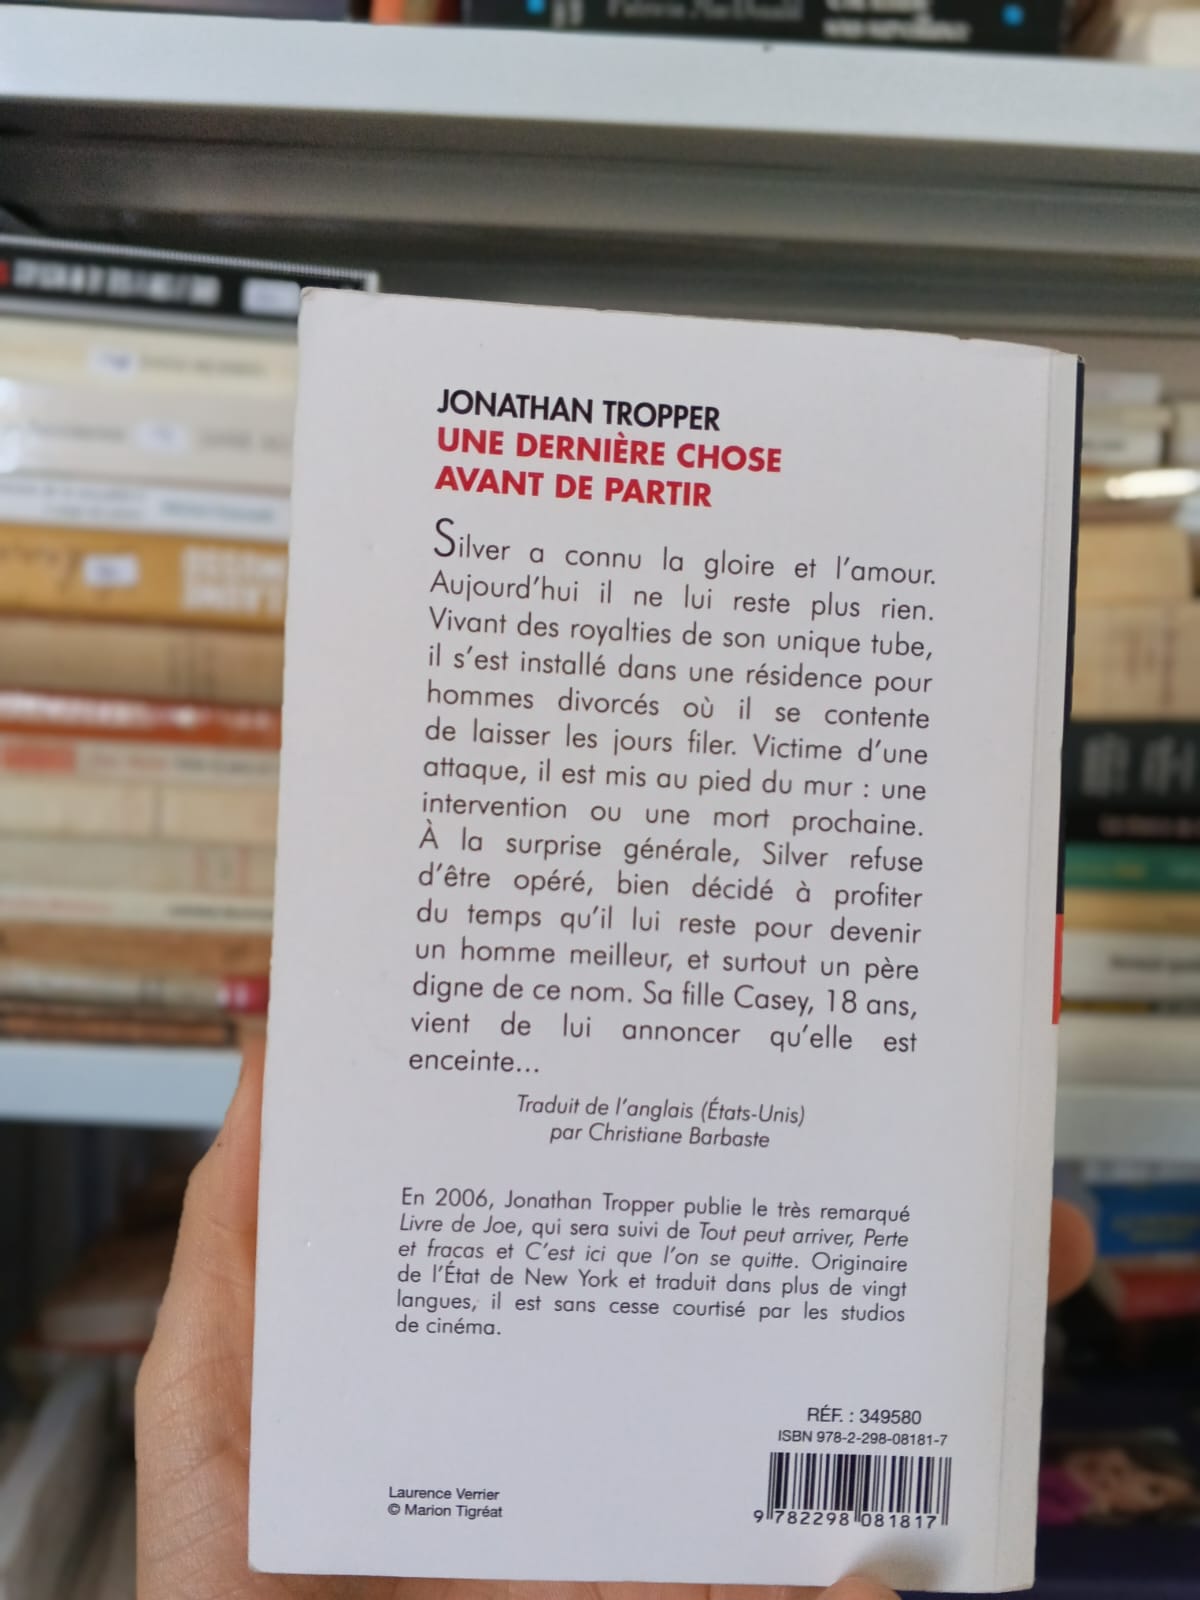 JONATHAN TROPPER
UNE DERNIÈRE CHOSE
AVANT DE PARTIR
Silver a connu la gloire et l'amour.
Aujourd'hui il ne lui reste plus rien.
Vivant des royalties de son unique tube,
il s'est installé dans une résidence pour
hommes divorcés où il se contente
de laisser les jours filer. Victime d'une
attaque, il est mis au pied du mur : une
intervention ou une mort prochaine.
À la surprise générale, Silver refuse
d'être opéré, bien décidé à profiter
du temps qu'il lui reste pour devenir
un homme meilleur, et surtout un père
digne de ce nom. Sa fille Casey, 18 ans,
vient de lui annoncer qu'elle est
enceinte...
Traduit de l'anglais (États-Unis)
par Christiane Barbaste
En 2006, Jonathan Tropper publie le très remarqué
Livre de Joe, qui sera suivi de Tout peut arriver, Perte
et fracas et C'est ici que l'on se quitte. Originaire
de l'État de New York et traduit dans plus de vingt
langues, il est sans cesse courtisé par les studios
de cinéma.
RÉF. : 349580
ISBN 978-2-298-08181-7
Laurence Verrier
© Marion Tigréat
9 782298 081817